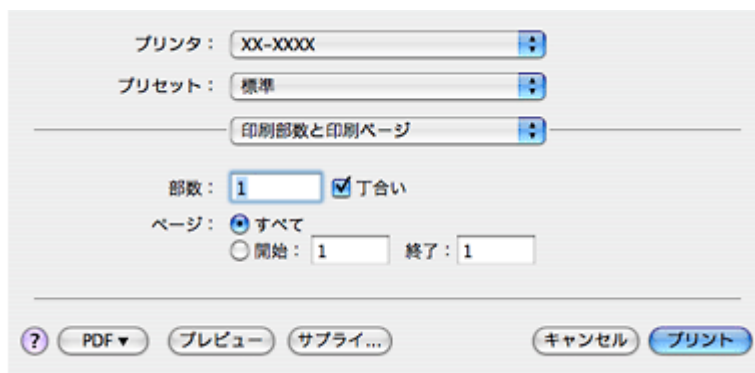 プリンタ： XX-XXXX
プリセット： 標準
印刷部数と印刷ページ
部数： 1 丁合い
ページ： すべて
開始： 1 終了： 1
? PDF▼ プレビュー サプライ... キャンセル プリント